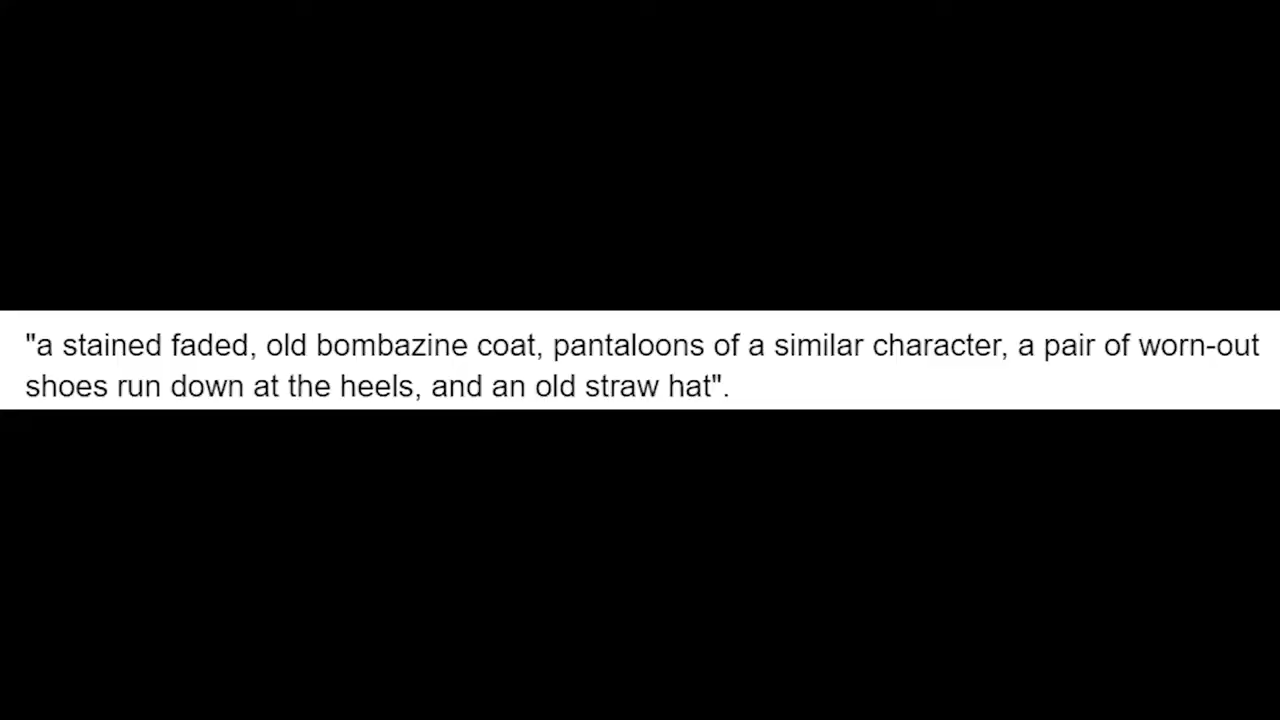 "a stained faded, old bombazine coat, pantaloons of a similar character, a pair of worn-out
shoes run down at the heels, and an old straw hat".